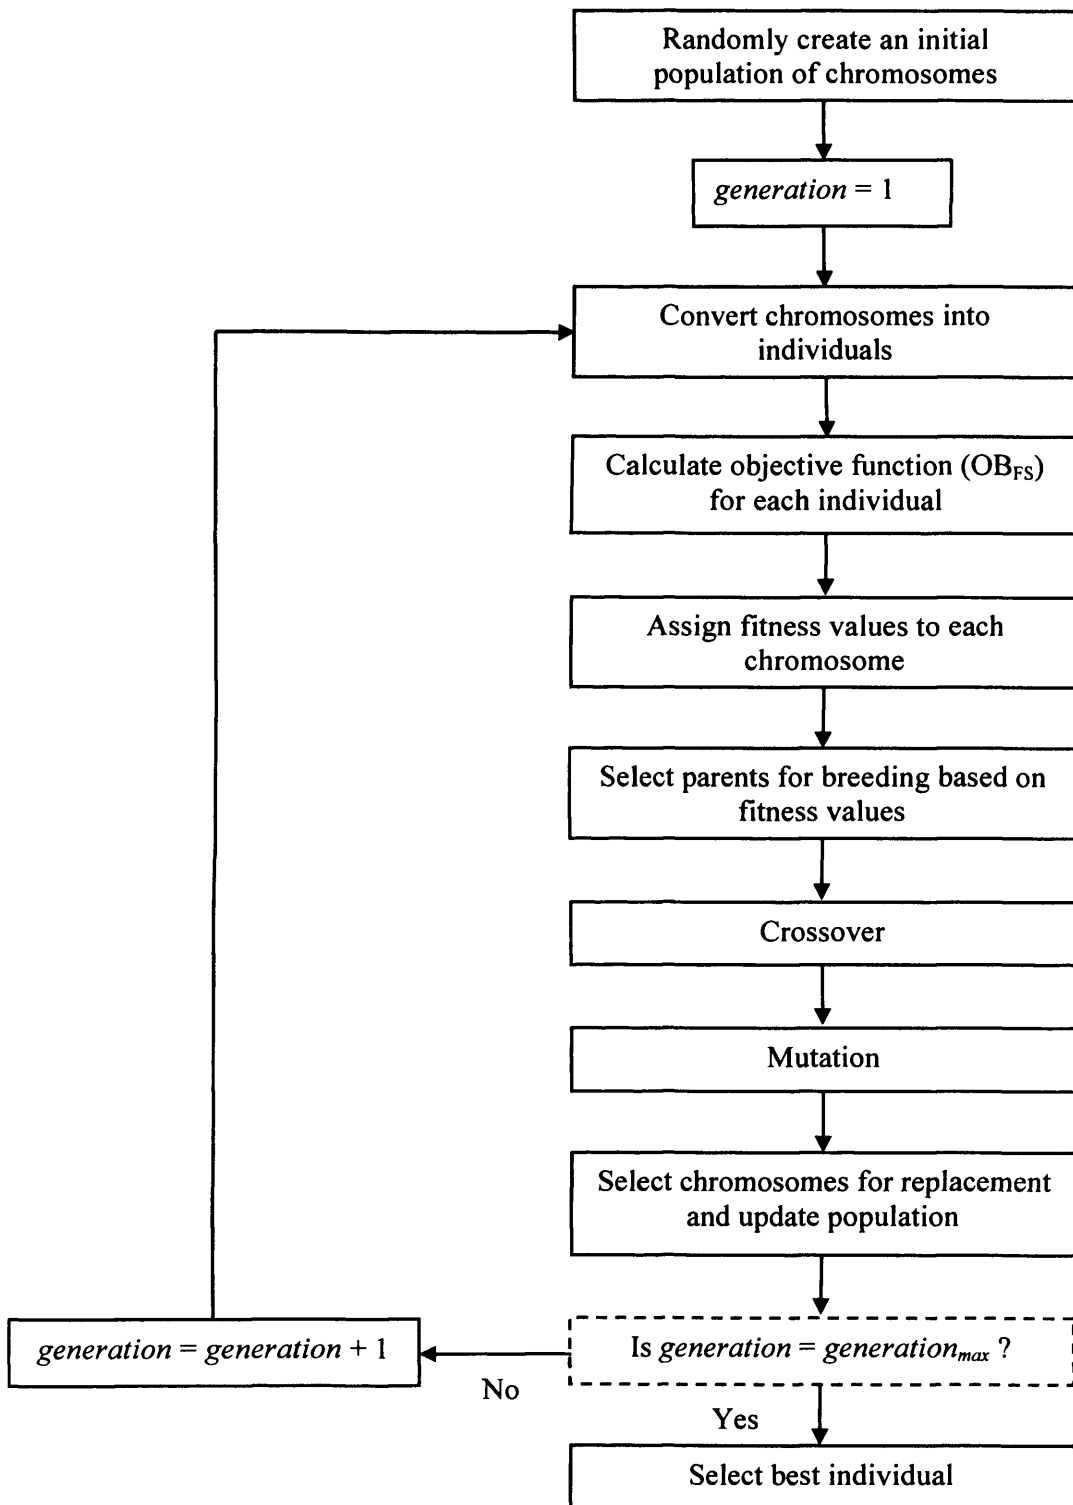 Randomly create an initial
population of chromosomes
generation = 1
Convert chromosomes into
individuals
Calculate objective function (OB_FS)
for each individual
Assign fitness values to each
chromosome
Select parents for breeding based on
fitness values
Crossover
Mutation
Select chromosomes for replacement
and update population
Is generation = generation_max ?
generation = generation + 1
No
Yes
Select best individual